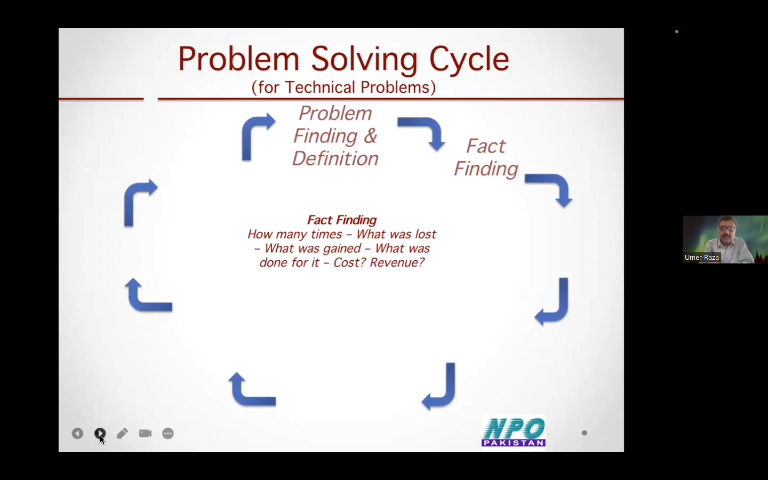 Problem Solving Cycle
(for Technical Problems)
Problem
Finding &
Definition
Fact
Finding
Fact Finding
How many times – What was lost
– What was gained – What was
done for it – Cost? Revenue?
NPO
PAKISTAN
Umer Raza